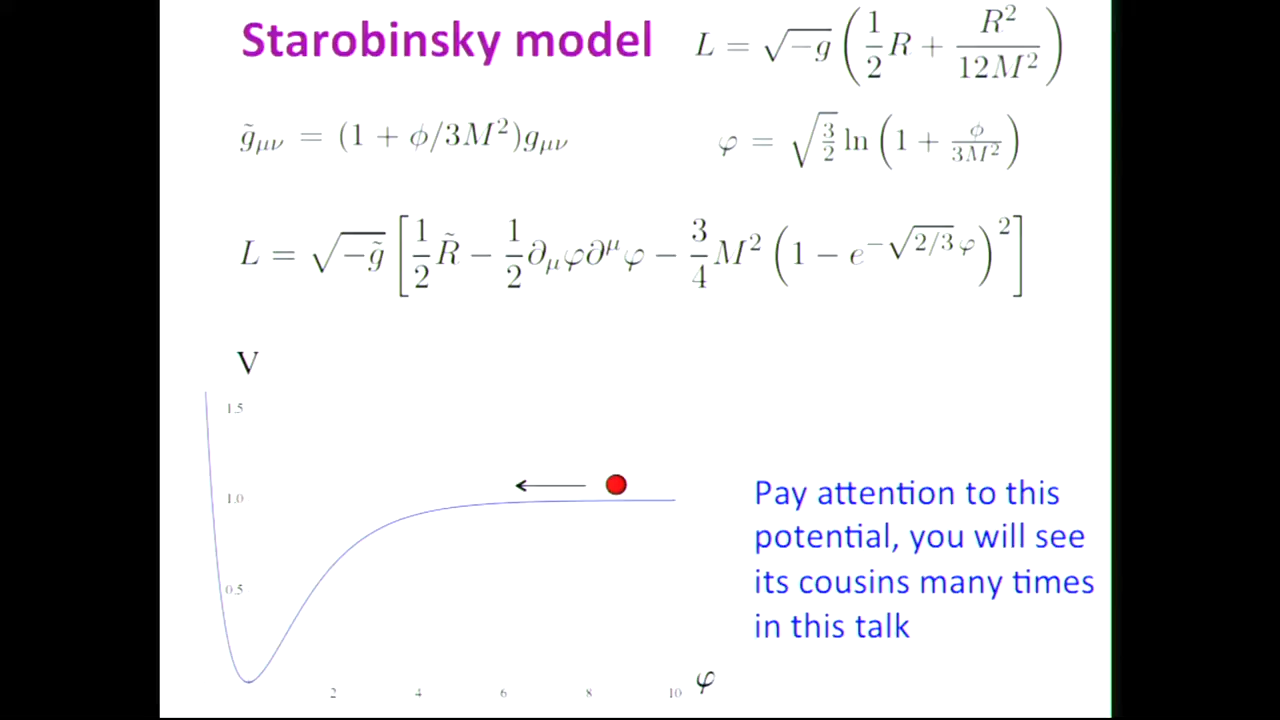 Starobinsky model L = √−g (1/2 R + R²/12M²)
g̃_μν = (1 + ϕ/3M²)g_μν φ = √3/2 ln (1 + ϕ/3M²)
L = √−g̃ [1/2 R̃ − 1/2 ∂_μφ∂^μφ − 3/4 M² (1 − e^{−√2/3 φ})²]
V
1.5
1.0
0.5
2 4 6 8 10 φ
Pay attention to this
potential, you will see
its cousins many times
in this talk